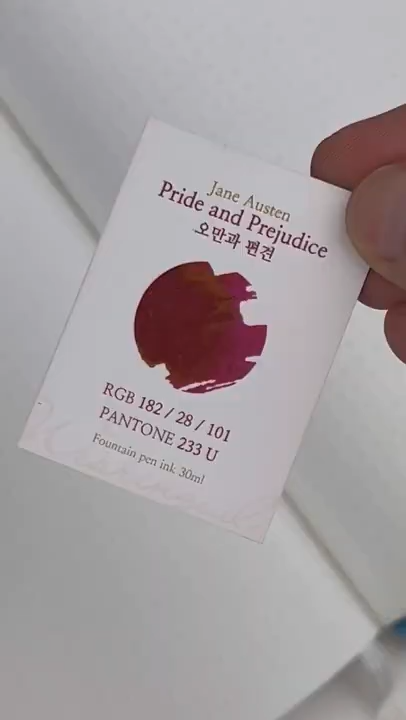 Jane Austen
Pride and Prejudice
오만과 편견
RGB 182 / 28 / 101
PANTONE 233 U
Fountain pen ink 30ml